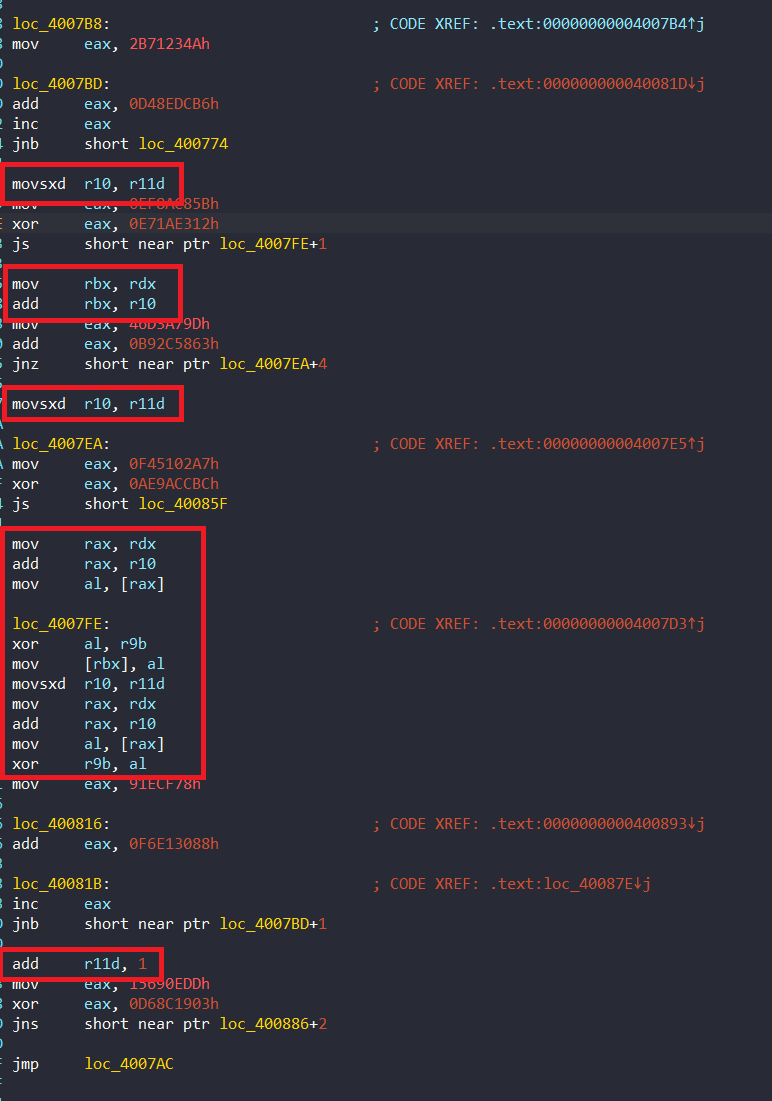 loc_4007B8: ; CODE XREF: .text:00000000004007B4↑j
mov eax, 2B71234Ah
loc_4007BD: ; CODE XREF: .text:000000000040081D↓j
add eax, 0D48EDCB6h
inc eax
jnb short loc_400774
movsxd r10, r11d
mov eax, 0EF8AC85Bh
xor eax, 0E71AE312h
js short near ptr loc_4007FE+1
mov rbx, rdx
add rbx, r10
mov eax, 46D3A79Dh
add eax, 0B92C5863h
jnz short near ptr loc_4007EA+4
movsxd r10, r11d
loc_4007EA: ; CODE XREF: .text:00000000004007E5↑j
mov eax, 0F45102A7h
xor eax, 0AE9ACCBCh
js short loc_40085F
mov rax, rdx
add rax, r10
mov al, [rax]
loc_4007FE: ; CODE XREF: .text:00000000004007D3↑j
xor al, r9b
mov [rbx], al
movsxd r10, r11d
mov rax, rdx
add rax, r10
mov al, [rax]
xor r9b, al
mov eax, 91ECF78h
loc_400816: ; CODE XREF: .text:0000000000400893↓j
add eax, 0F6E13088h
loc_40081B: ; CODE XREF: .text:loc_40087E↓j
inc eax
jnb short near ptr loc_4007BD+1
add r11d, 1
mov eax, 15690EDDh
xor eax, 0D68C1903h
jns short near ptr loc_400886+2
jmp loc_4007AC